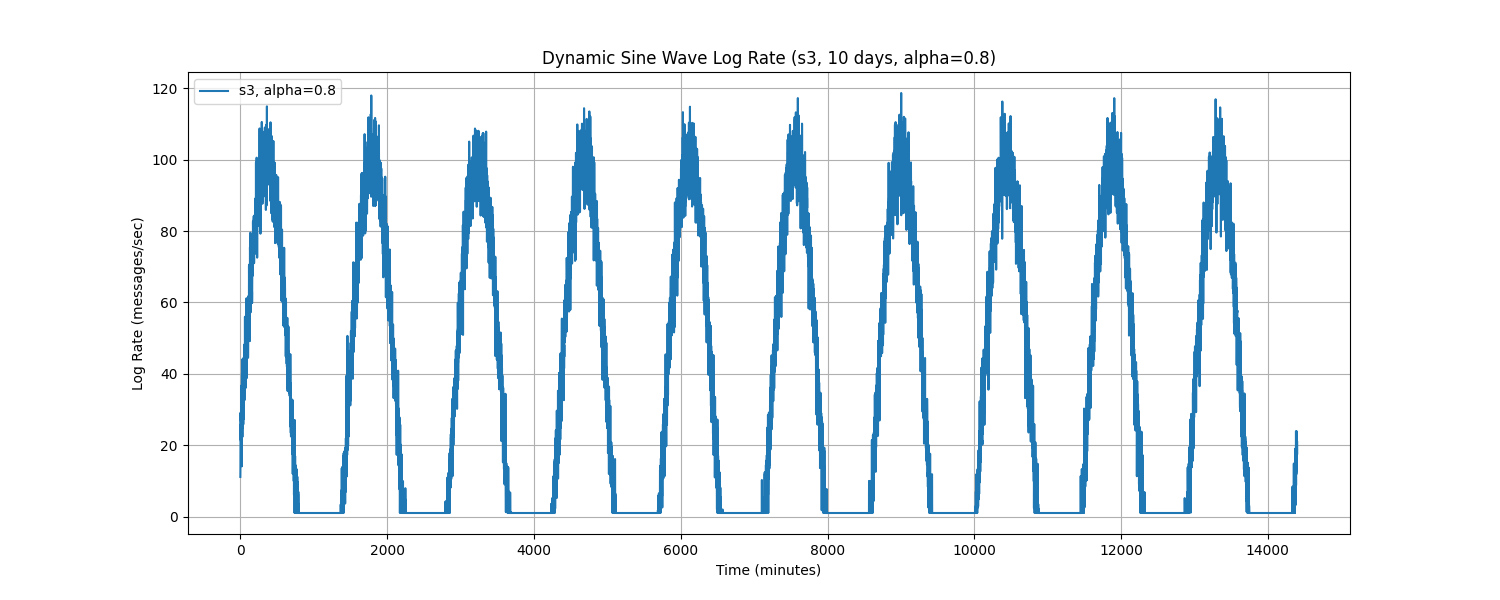 Dynamic Sine Wave Log Rate (s3, 10 days, alpha=0.8)
s3, alpha=0.8
Log Rate (messages/sec)
120
100
80
60
40
20
0
0 2000 4000 6000 8000 10000 12000 14000
Time (minutes)